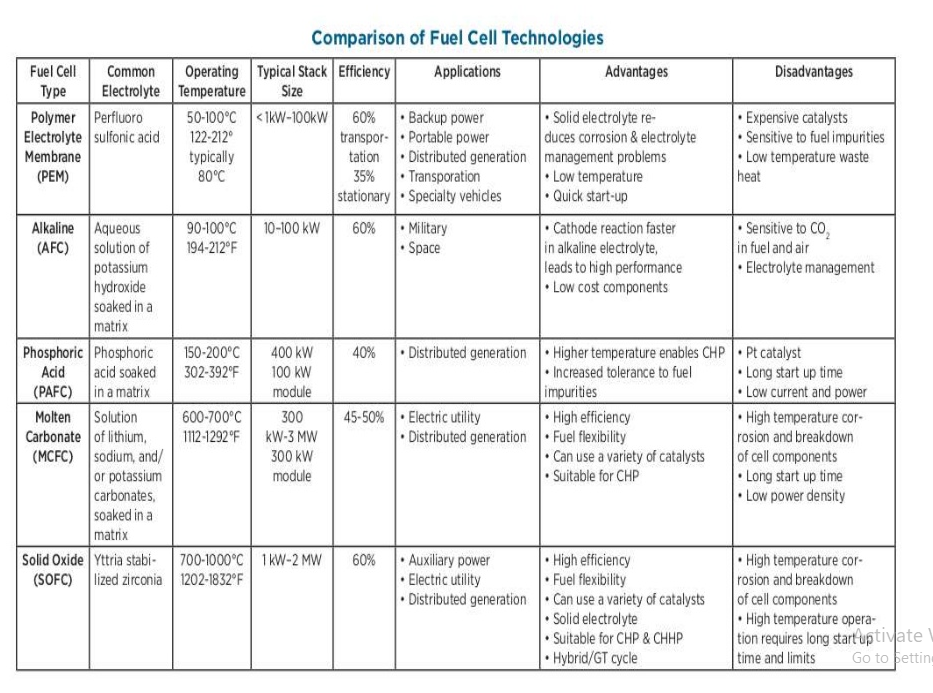 Comparison of Fuel Cell Technologies
Fuel Cell
Type
Common
Electrolyte
Operating
Temperature
Typical Stack
Size
Efficiency
Applications
Advantages
Disadvantages
Polymer
Electrolyte
Membrane
(PEM)
Perfluoro
sulfonic acid
50-100°C
122-212°
typically
80°C
<1kW–100kW
60%
transpor-
tation
35%
stationary
• Backup power
• Portable power
• Distributed generation
• Transporation
• Specialty vehicles
• Solid electrolyte re-
duces corrosion & electrolyte
management problems
• Low temperature
• Quick start-up
• Expensive catalysts
• Sensitive to fuel impurities
• Low temperature waste
heat
Alkaline
(AFC)
Aqueous
solution of
potassium
hydroxide
soaked in a
matrix
90-100°C
194-212°F
10–100 kW
60%
• Military
• Space
• Cathode reaction faster
in alkaline electrolyte,
leads to high performance
• Low cost components
• Sensitive to CO2
in fuel and air
• Electrolyte management
Phosphoric
Acid
(PAFC)
Phosphoric
acid soaked
in a matrix
150-200°C
302-392°F
400 kW
100 kW
module
40%
• Distributed generation
• Higher temperature enables CHP
• Increased tolerance to fuel
impurities
• Pt catalyst
• Long start up time
• Low current and power
Molten
Carbonate
(MCFC)
Solution
of lithium,
sodium, and/
or potassium
carbonates,
soaked in a
matrix
600-700°C
1112-1292°F
300
kW-3 MW
300 kW
module
45-50%
• Electric utility
• Distributed generation
• High efficiency
• Fuel flexibility
• Can use a variety of catalysts
• Suitable for CHP
• High temperature cor-
rosion and breakdown
of cell components
• Long start up time
• Low power density
Solid Oxide
(SOFC)
Yttria stabi-
lized zirconia
700-1000°C
1202-1832°F
1 kW–2 MW
60%
• Auxiliary power
• Electric utility
• Distributed generation
• High efficiency
• Fuel flexibility
• Can use a variety of catalysts
• Solid electrolyte
• Suitable for CHP & CHHP
• Hybrid/GT cycle
• High temperature cor-
rosion and breakdown
of cell components
• High temperature opera-
tion requires long start up
time and limits
Activate
Go to